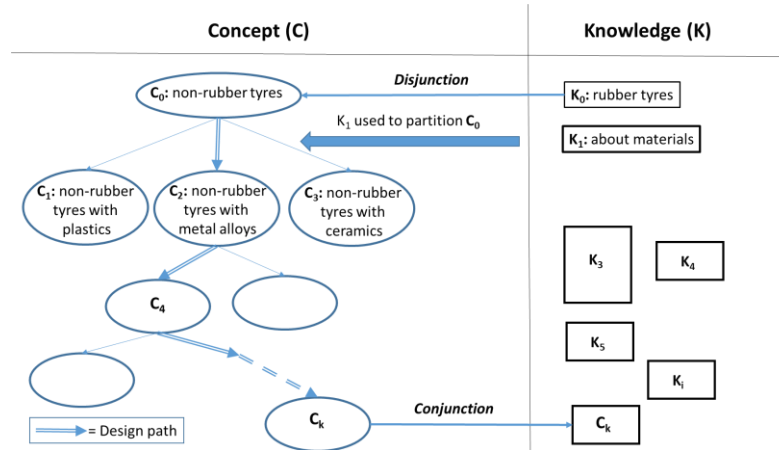 Concept (C)
Knowledge (K)
Disjunction
C₀: non-rubber tyres
K₀: rubber tyres
K₁ used to partition C₀
K₁: about materials
C₁: non-rubber
tyres with
plastics
C₂: non-rubber
tyres with
metal alloys
C₃: non-rubber
tyres with
ceramics
K₃
K₄
C₄
K₅
Kᵢ
Cₖ
Conjunction
Cₖ
= Design path